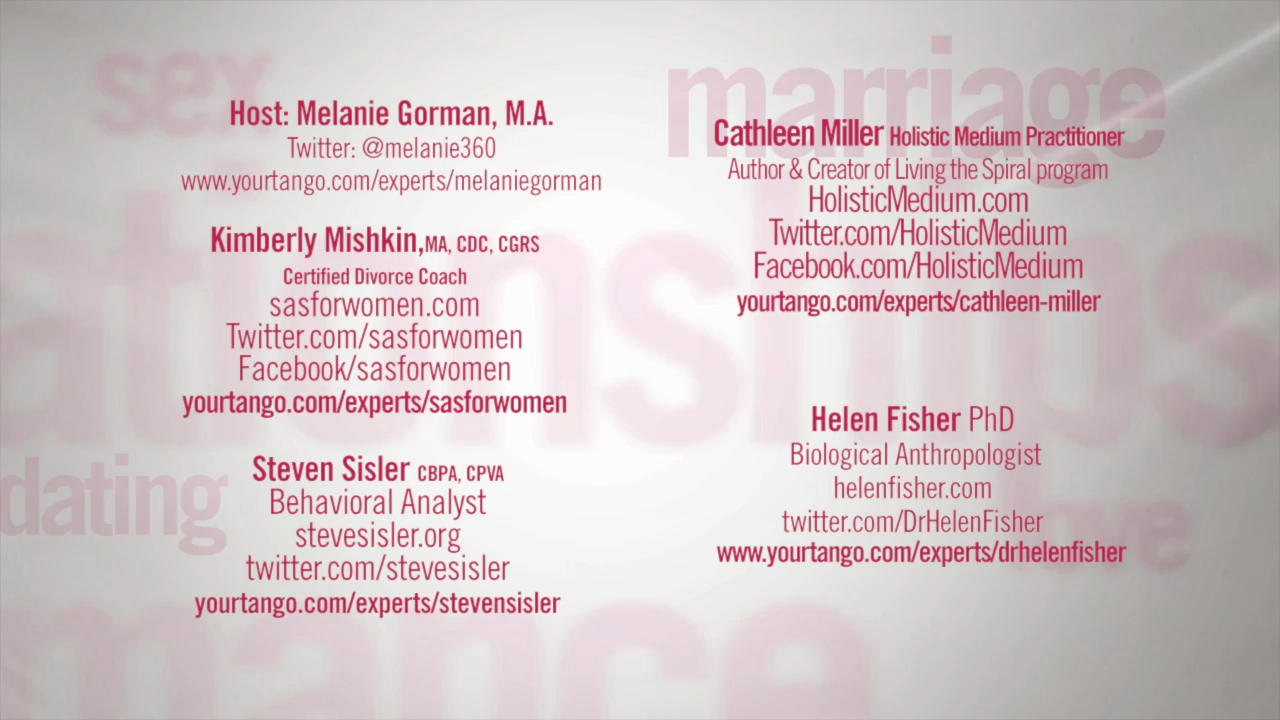 sex
marriage
Host: Melanie Gorman, M.A.
Twitter: @melanie360
www.yourtango.com/experts/melaniegorman
Kimberly Mishkin,MA, CDC, CGRS
Certified Divorce Coach
sasforwomen.com
Twitter.com/sasforwomen
Facebook/sasforwomen
yourtango.com/experts/sasforwomen
Steven Sisler CBPA, CPVA
Behavioral Analyst
stevesisler.org
twitter.com/stevesisler
yourtango.com/experts/stevensisler
Cathleen Miller Holistic Medium Practitioner
Author & Creator of Living the Spiral program
HolisticMedium.com
Twitter.com/HolisticMedium
Facebook.com/HolisticMedium
yourtango.com/experts/cathleen-miller
Helen Fisher PhD
Biological Anthropologist
helenfisher.com
twitter.com/DrHelenFisher
www.yourtango.com/experts/drhelenfisher
ationships
dating
love
mance